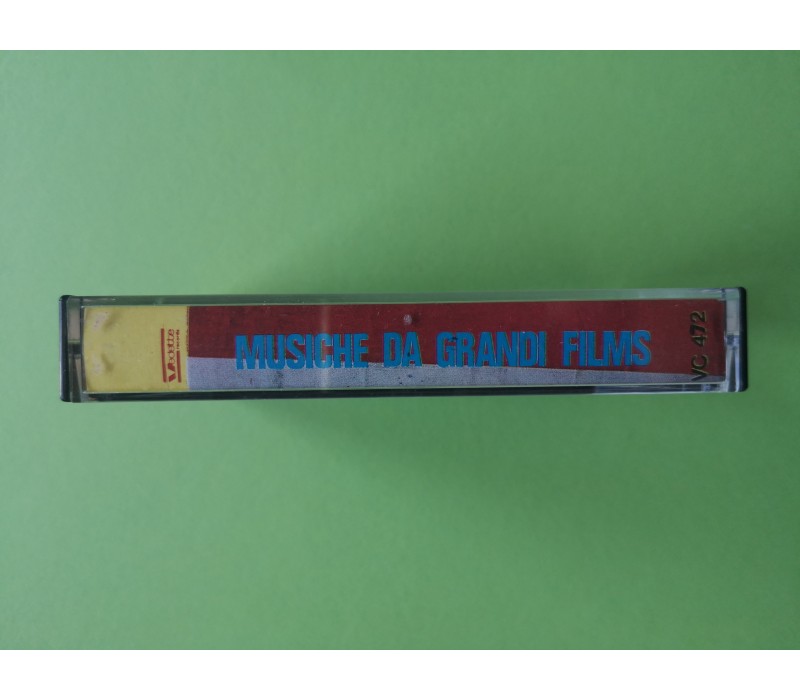 MUSICHE DA GRANDI FILMS
VC 472